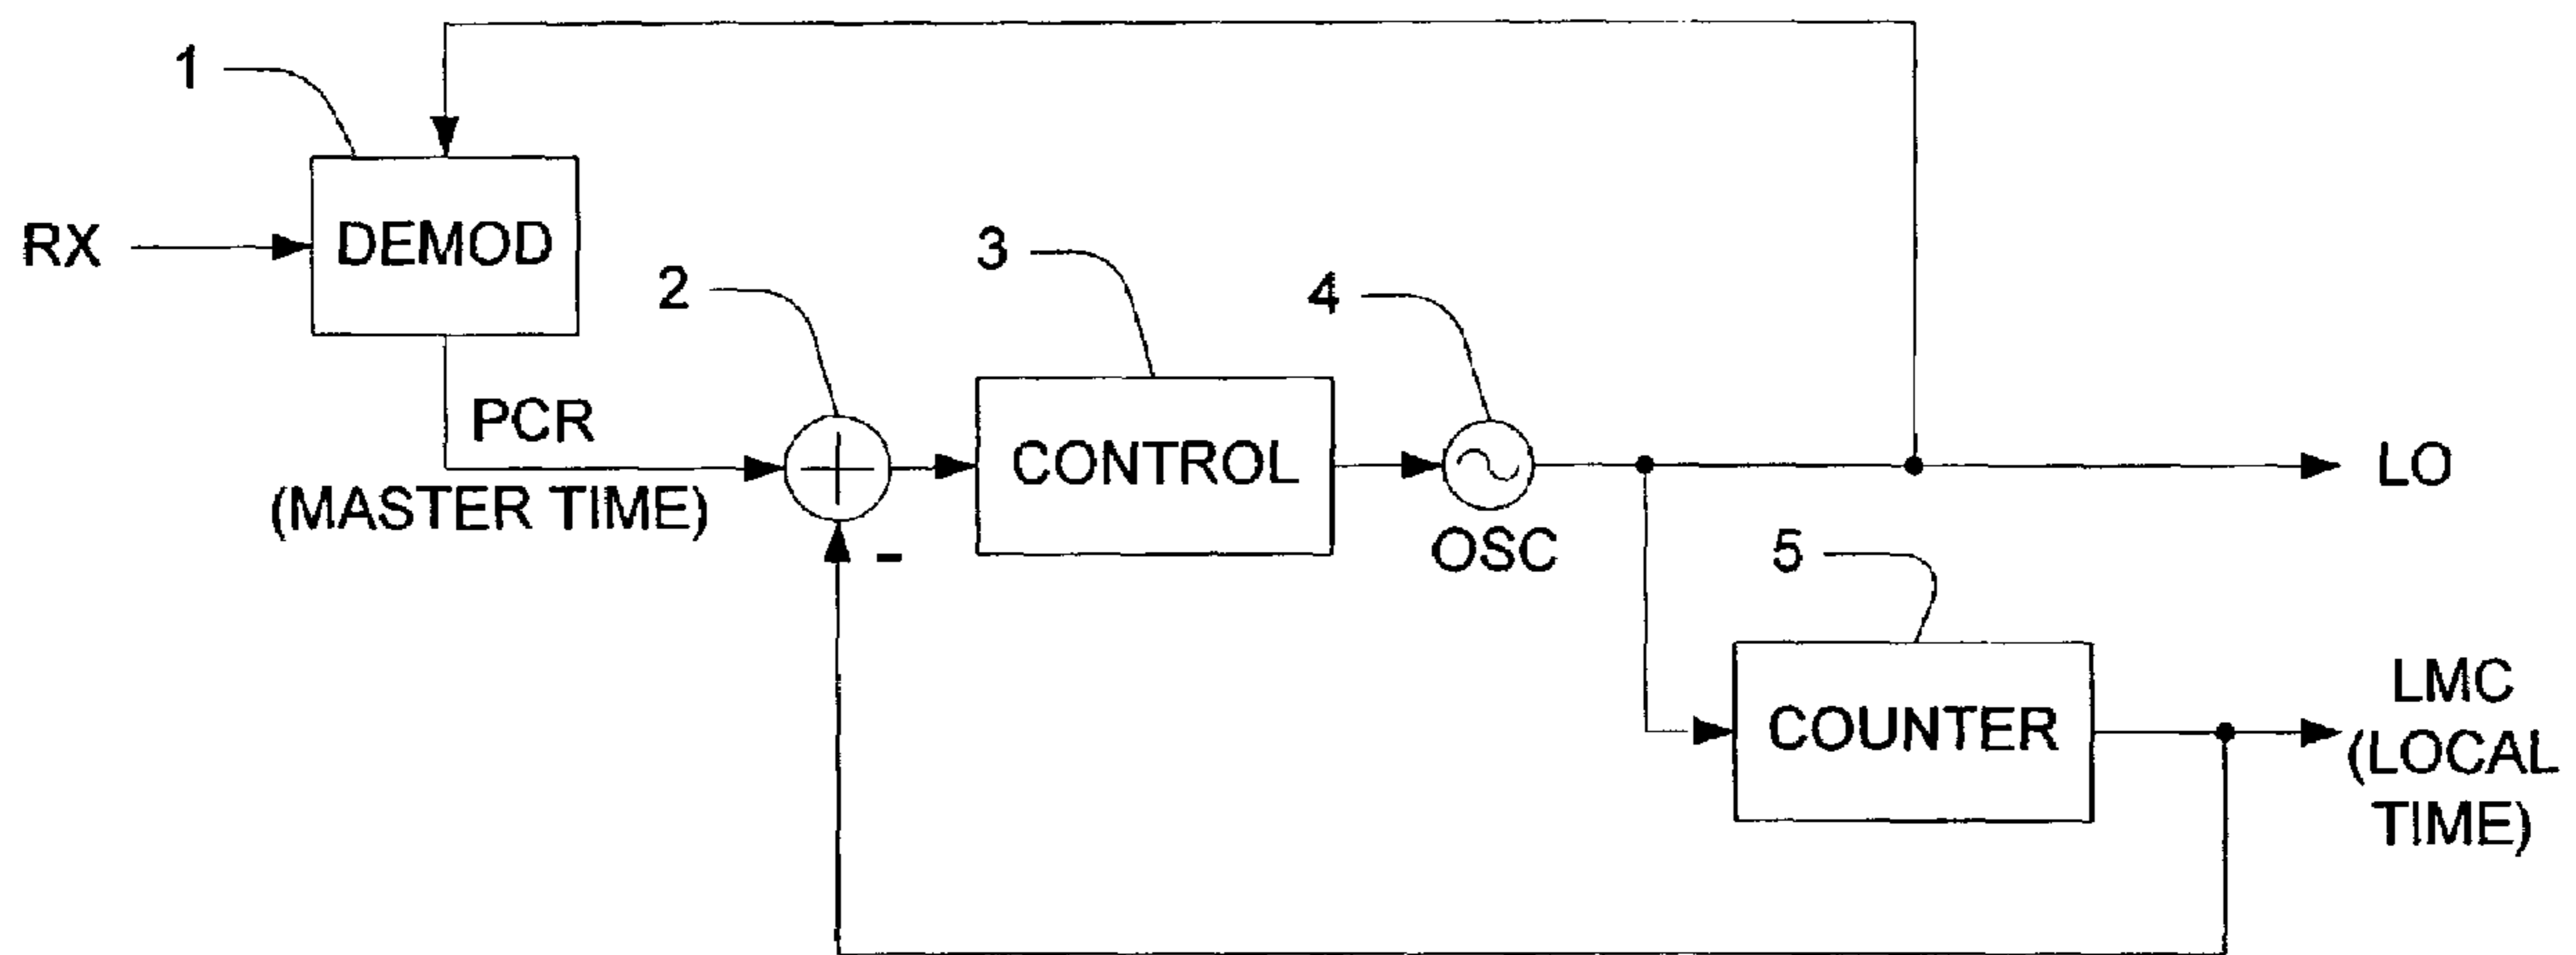 1
RX
DEMOD
2
3
4
PCR
(MASTER TIME)
CONTROL
OSC
LO
-
5
COUNTER
LMC
(LOCAL
TIME)